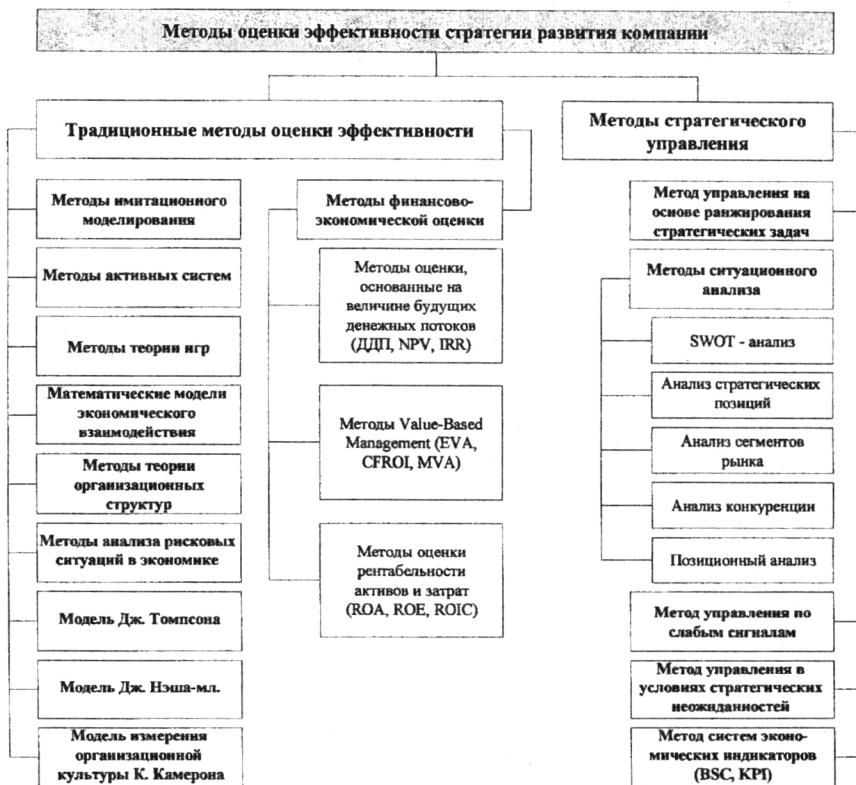 Методы оценки эффективности стратегии развития компании
Традиционные методы оценки эффективности
Методы имитационного
моделирования
Методы активных систем
Методы теории игр
Математические модели
экономического
взаимодействия
Методы теории
организационных
структур
Методы анализа рисковых
ситуаций в экономике
Модель Дж. Томпсона
Модель Дж. Нэша-мл.
Модель измерения
организационной
культуры К. Камерона
Методы финансово-
экономической оценки
Методы оценки,
основанные на
величине будущих
денежных потоков
(ДДП, NPV, IRR)
Методы Value-Based
Management (EVA,
CFROI, MVA)
Методы оценки
рентабельности
активов и затрат
(ROA, ROE, ROIC)
Методы стратегического
управления
Метод управления на
основе ранжирования
стратегических задач
Методы ситуационного
анализа
SWOT - анализ
Анализ стратегических
позиций
Анализ сегментов
рынка
Анализ конкуренции
Позиционный анализ
Метод управления по
слабым сигналам
Метод управления в
условиях стратегических
неожиданностей
Метод систем эконо-
мических индикаторов
(BSC, KPI)